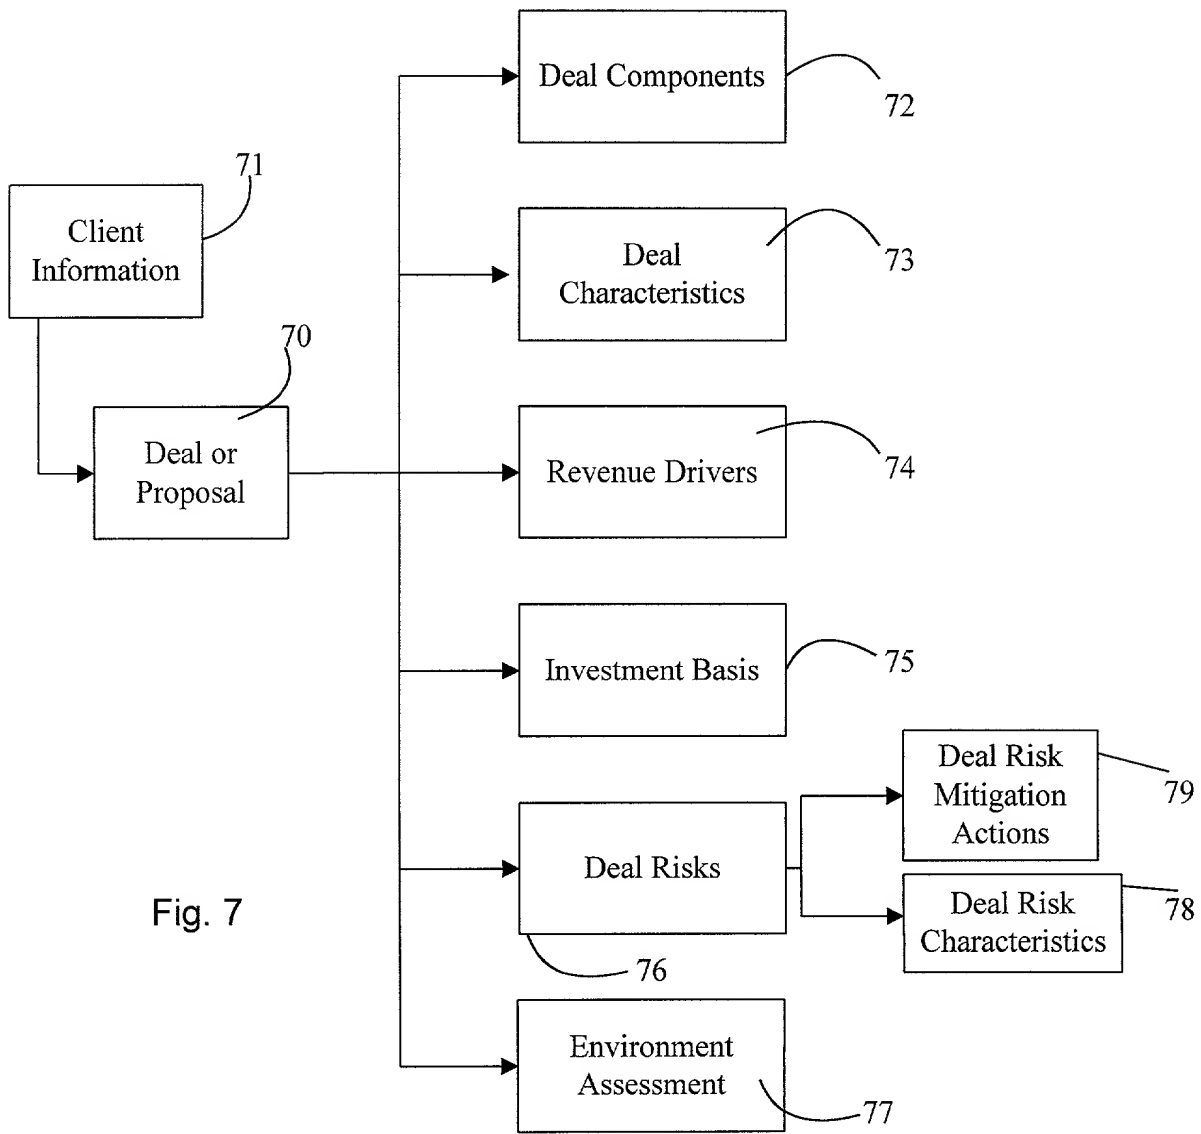 Deal Components
72
71
Client
Information
Deal
Characteristics
73
70
Deal or
Proposal
Revenue Drivers
74
Investment Basis
75
Deal Risk
Mitigation
Actions
79
Deal Risks
76
Deal Risk
Characteristics
78
Fig. 7
Environment
Assessment
77